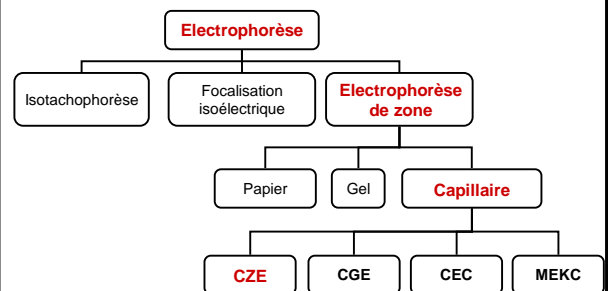 Electrophorèse
Isotachophorèse
Focalisation
isoélectrique
Electrophorèse
de zone
Papier
Gel
Capillaire
CZE
CGE
CEC
MEKC